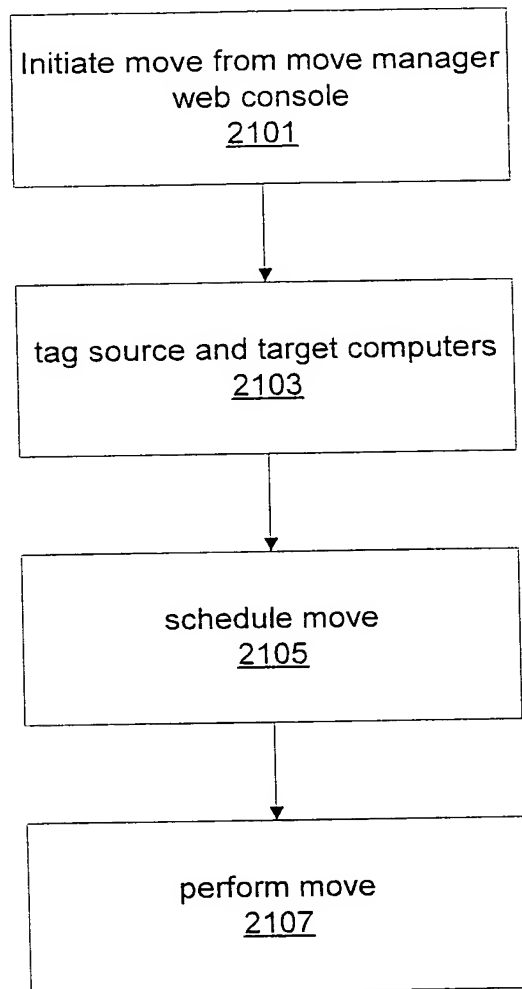 Initiate move from move manager
web console
2101
tag source and target computers
2103
schedule move
2105
perform move
2107